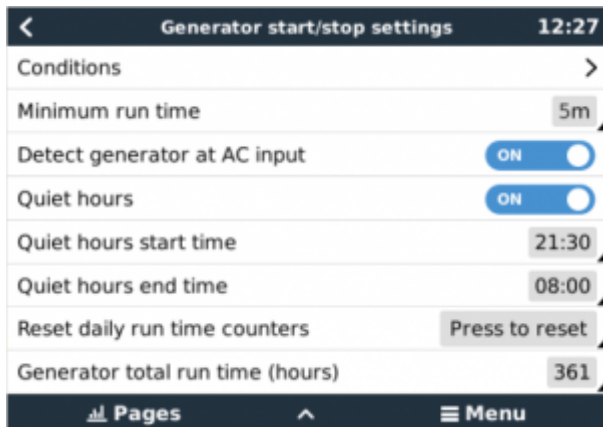 Generator start/stop settings 12:27
Conditions
Minimum run time 5m
Detect generator at AC input ON
Quiet hours ON
Quiet hours start time 21:30
Quiet hours end time 08:00
Reset daily run time counters Press to reset
Generator total run time (hours) 361
Pages Menu